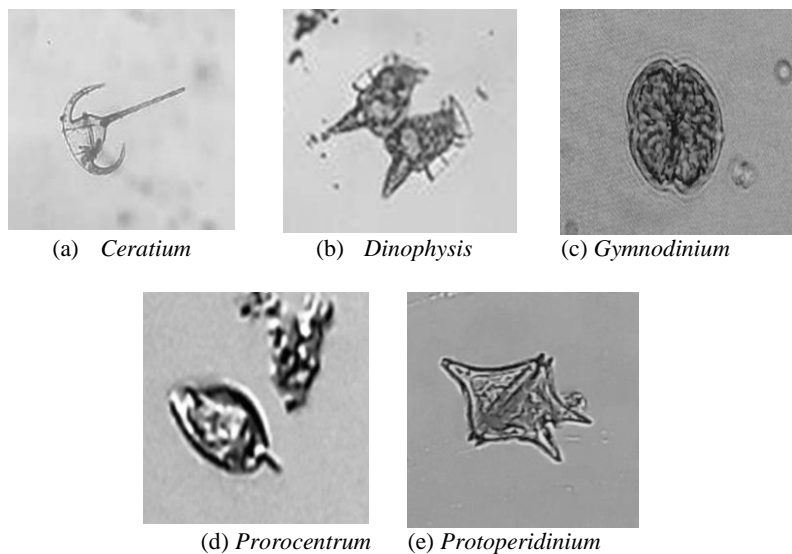 (a) Ceratium
(b) Dinophysis
(c) Gymnodinium
(d) Prorocentrum
(e) Protoperidinium